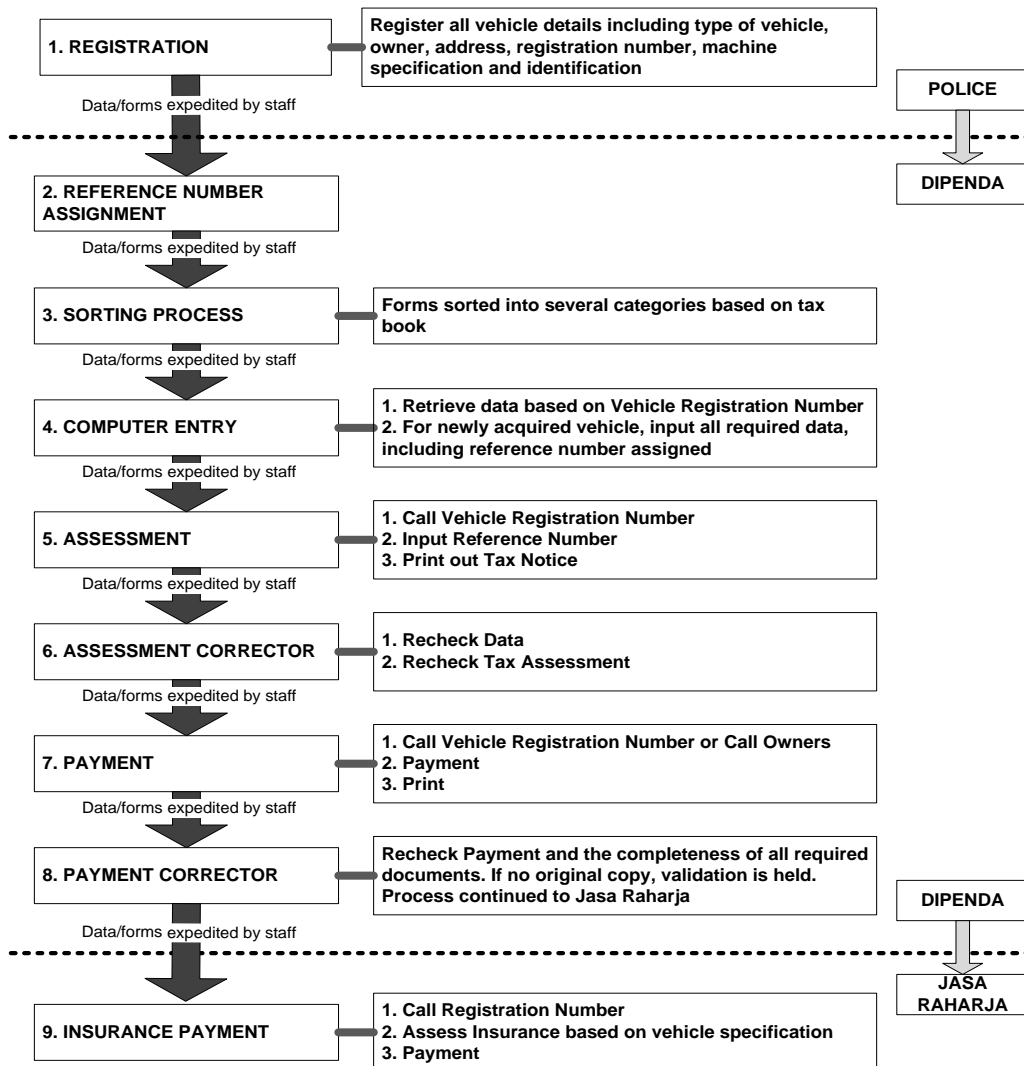 1. REGISTRATION
Register all vehicle details including type of vehicle,
owner, address, registration number, machine
specification and identification
Data/forms expedited by staff
POLICE
DIPENDA
2. REFERENCE NUMBER
ASSIGNMENT
Data/forms expedited by staff
3. SORTING PROCESS
Forms sorted into several categories based on tax
book
Data/forms expedited by staff
4. COMPUTER ENTRY
1. Retrieve data based on Vehicle Registration Number
2. For newly acquired vehicle, input all required data,
including reference number assigned
Data/forms expedited by staff
5. ASSESSMENT
1. Call Vehicle Registration Number
2. Input Reference Number
3. Print out Tax Notice
Data/forms expedited by staff
6. ASSESSMENT CORRECTOR
1. Recheck Data
2. Recheck Tax Assessment
Data/forms expedited by staff
7. PAYMENT
1. Call Vehicle Registration Number or Call Owners
2. Payment
3. Print
Data/forms expedited by staff
8. PAYMENT CORRECTOR
Recheck Payment and the completeness of all required
documents. If no original copy, validation is held.
Process continued to Jasa Raharja
Data/forms expedited by staff
DIPENDA
JASA
RAHARJA
9. INSURANCE PAYMENT
1. Call Registration Number
2. Assess Insurance based on vehicle specification
3. Payment